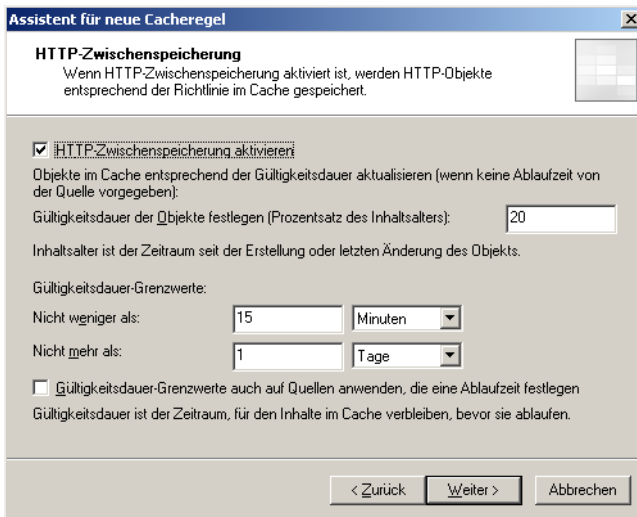 Assistent für neue Cacheregel
HTTP-Zwischenspeicherung
Wenn HTTP-Zwischenspeicherung aktiviert ist, werden HTTP-Objekte
entsprechend der Richtlinie im Cache gespeichert.
HTTP-Zwischenspeicherung aktivieren
Objekte im Cache entsprechend der Gültigkeitsdauer aktualisieren (wenn keine Ablaufzeit von
der Quelle vorgegeben):
Gültigkeitsdauer der Objekte festlegen (Prozentsatz des Inhaltsalters): 20
Inhaltsalter ist der Zeitraum seit der Erstellung oder letzten Änderung des Objekts.
Gültigkeitsdauer-Grenzwerte:
Nicht weniger als: 15 Minuten
Nicht mehr als: 1 Tage
Gültigkeitsdauer-Grenzwerte auch auf Quellen anwenden, die eine Ablaufzeit festlegen
Gültigkeitsdauer ist der Zeitraum, für den Inhalte im Cache verbleiben, bevor sie ablaufen.
< Zurück Weiter > Abbrechen